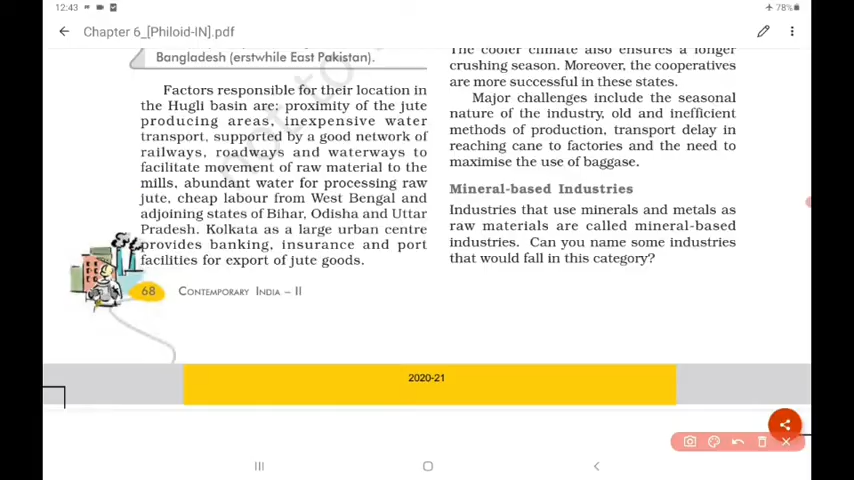 12:43
78%
Chapter 6_[Philoid-IN].pdf
Bangladesh (erstwhile East Pakistan).
Factors responsible for their location in
the Hugli basin are: proximity of the jute
producing areas, inexpensive water
transport, supported by a good network of
railways, roadways and waterways to
facilitate movement of raw material to the
mills, abundant water for processing raw
jute, cheap labour from West Bengal and
adjoining states of Bihar, Odisha and Uttar
Pradesh. Kolkata as a large urban centre
provides banking, insurance and port
facilities for export of jute goods.
68 Contemporary India – II
The cooler climate also ensures a longer
crushing season. Moreover, the cooperatives
are more successful in these states.
Major challenges include the seasonal
nature of the industry, old and inefficient
methods of production, transport delay in
reaching cane to factories and the need to
maximise the use of baggase.
Mineral-based Industries
Industries that use minerals and metals as
raw materials are called mineral-based
industries. Can you name some industries
that would fall in this category?
2020-21